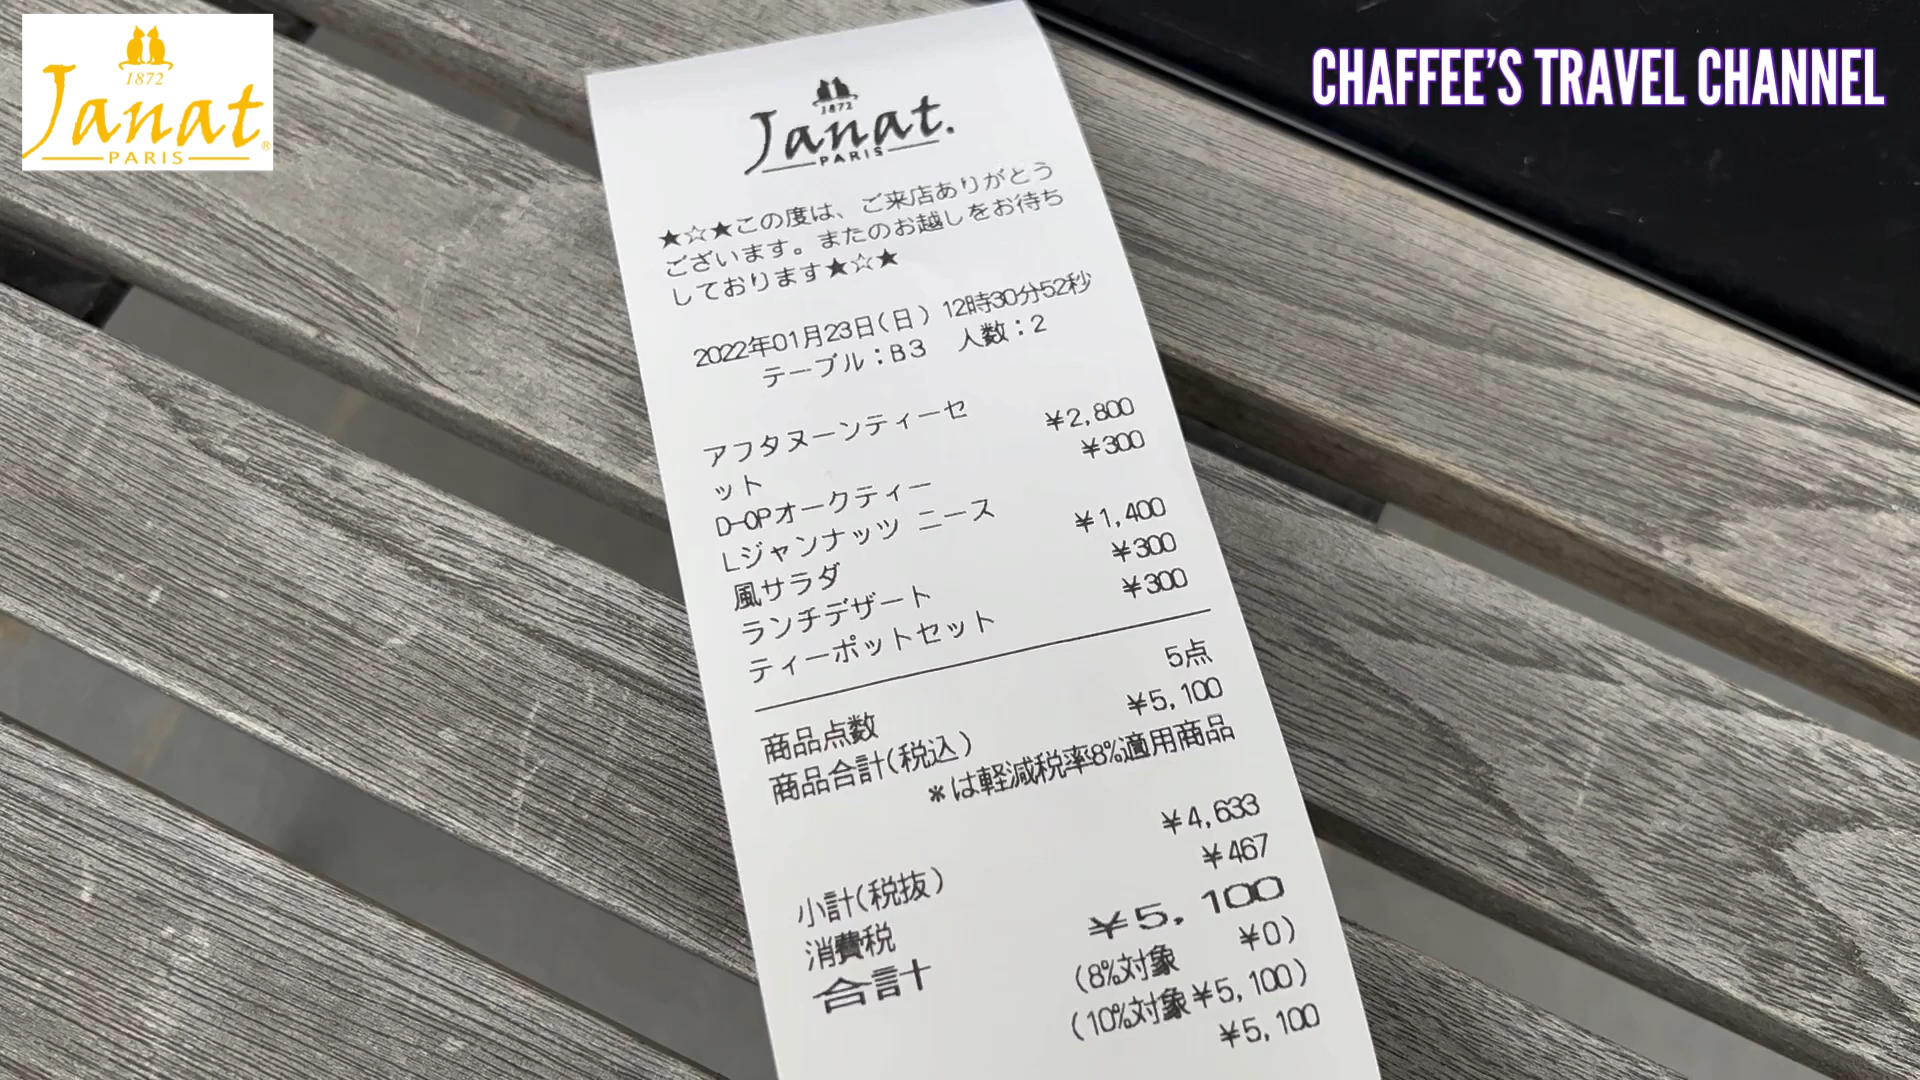 1872
Janat®
PARIS
CHAFFEE'S TRAVEL CHANNEL
1872
Janat.
PARIS
★☆★この度は、ご来店ありがとう
ございます。またのお越しをお待ち
しております★☆★
2022年01月23日(日) 12時30分52秒
テーブル：B3 人数：2
アフタヌーンティーセ ¥2,800
ット
D-OPオークティー ¥300
Lジャンナッツ ニース ¥1,400
風サラダ
ランチデザート ¥300
ティーポットセット ¥300
商品点数 5点
商品合計(税込) ¥5,100
＊は軽減税率8%適用商品
小計(税抜) ¥4,633
消費税 ¥467
合計 ¥5,100
(8%対象 ¥0)
(10%対象 ¥5,100)
¥5,100